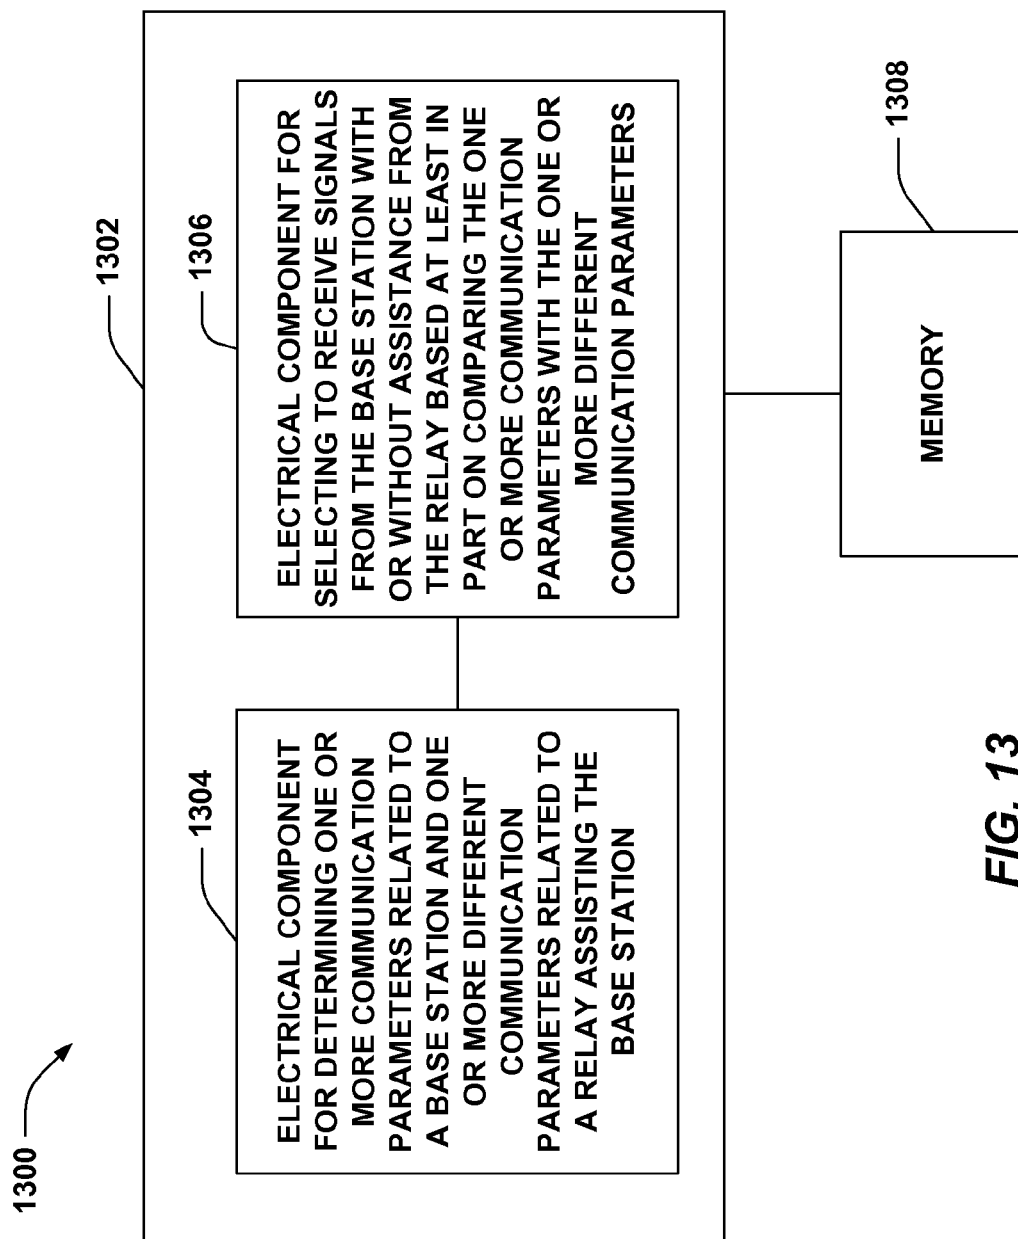 1300
1302
1304
ELECTRICAL COMPONENT
FOR DETERMINING ONE OR
MORE COMMUNICATION
PARAMETERS RELATED TO
A BASE STATION AND ONE
OR MORE DIFFERENT
COMMUNICATION
PARAMETERS RELATED TO
A RELAY ASSISTING THE
BASE STATION
1306
ELECTRICAL COMPONENT FOR
SELECTING TO RECEIVE SIGNALS
FROM THE BASE STATION WITH
OR WITHOUT ASSISTANCE FROM
THE RELAY BASED AT LEAST IN
PART ON COMPARING THE ONE
OR MORE COMMUNICATION
PARAMETERS WITH THE ONE OR
MORE DIFFERENT
COMMUNICATION PARAMETERS
1308
MEMORY
FIG. 13